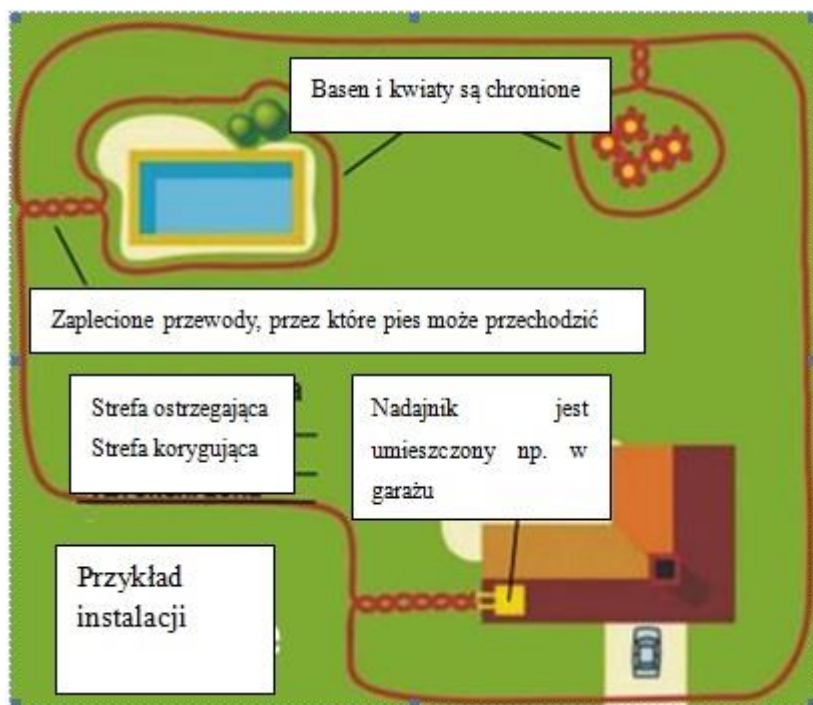 Basen i kwiaty są chronione
Zaplecione przewody, przez które pies może przechodzić
Strefa ostrzegająca
Strefa korygująca
Nadajnik jest
umieszczony np. w
garażu
Przykład
instalacji